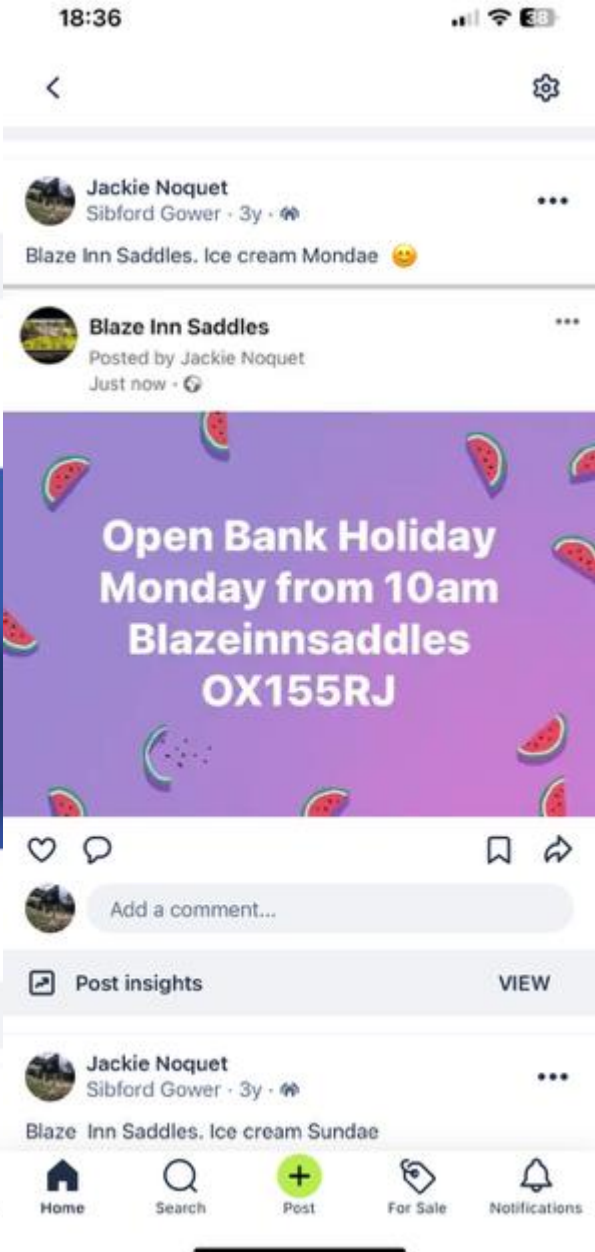 18:36
38
Jackie Noquet
Sibford Gower · 3y ·
Blaze Inn Saddles. Ice cream Mondae 😊
Blaze Inn Saddles
Posted by Jackie Noquet
Just now ·
Open Bank Holiday
Monday from 10am
Blazeinnsaddles
OX155RJ
Add a comment...
Post insights VIEW
Jackie Noquet
Sibford Gower · 3y ·
Blaze Inn Saddles. Ice cream Sundae
Home Search Post For Sale Notifications